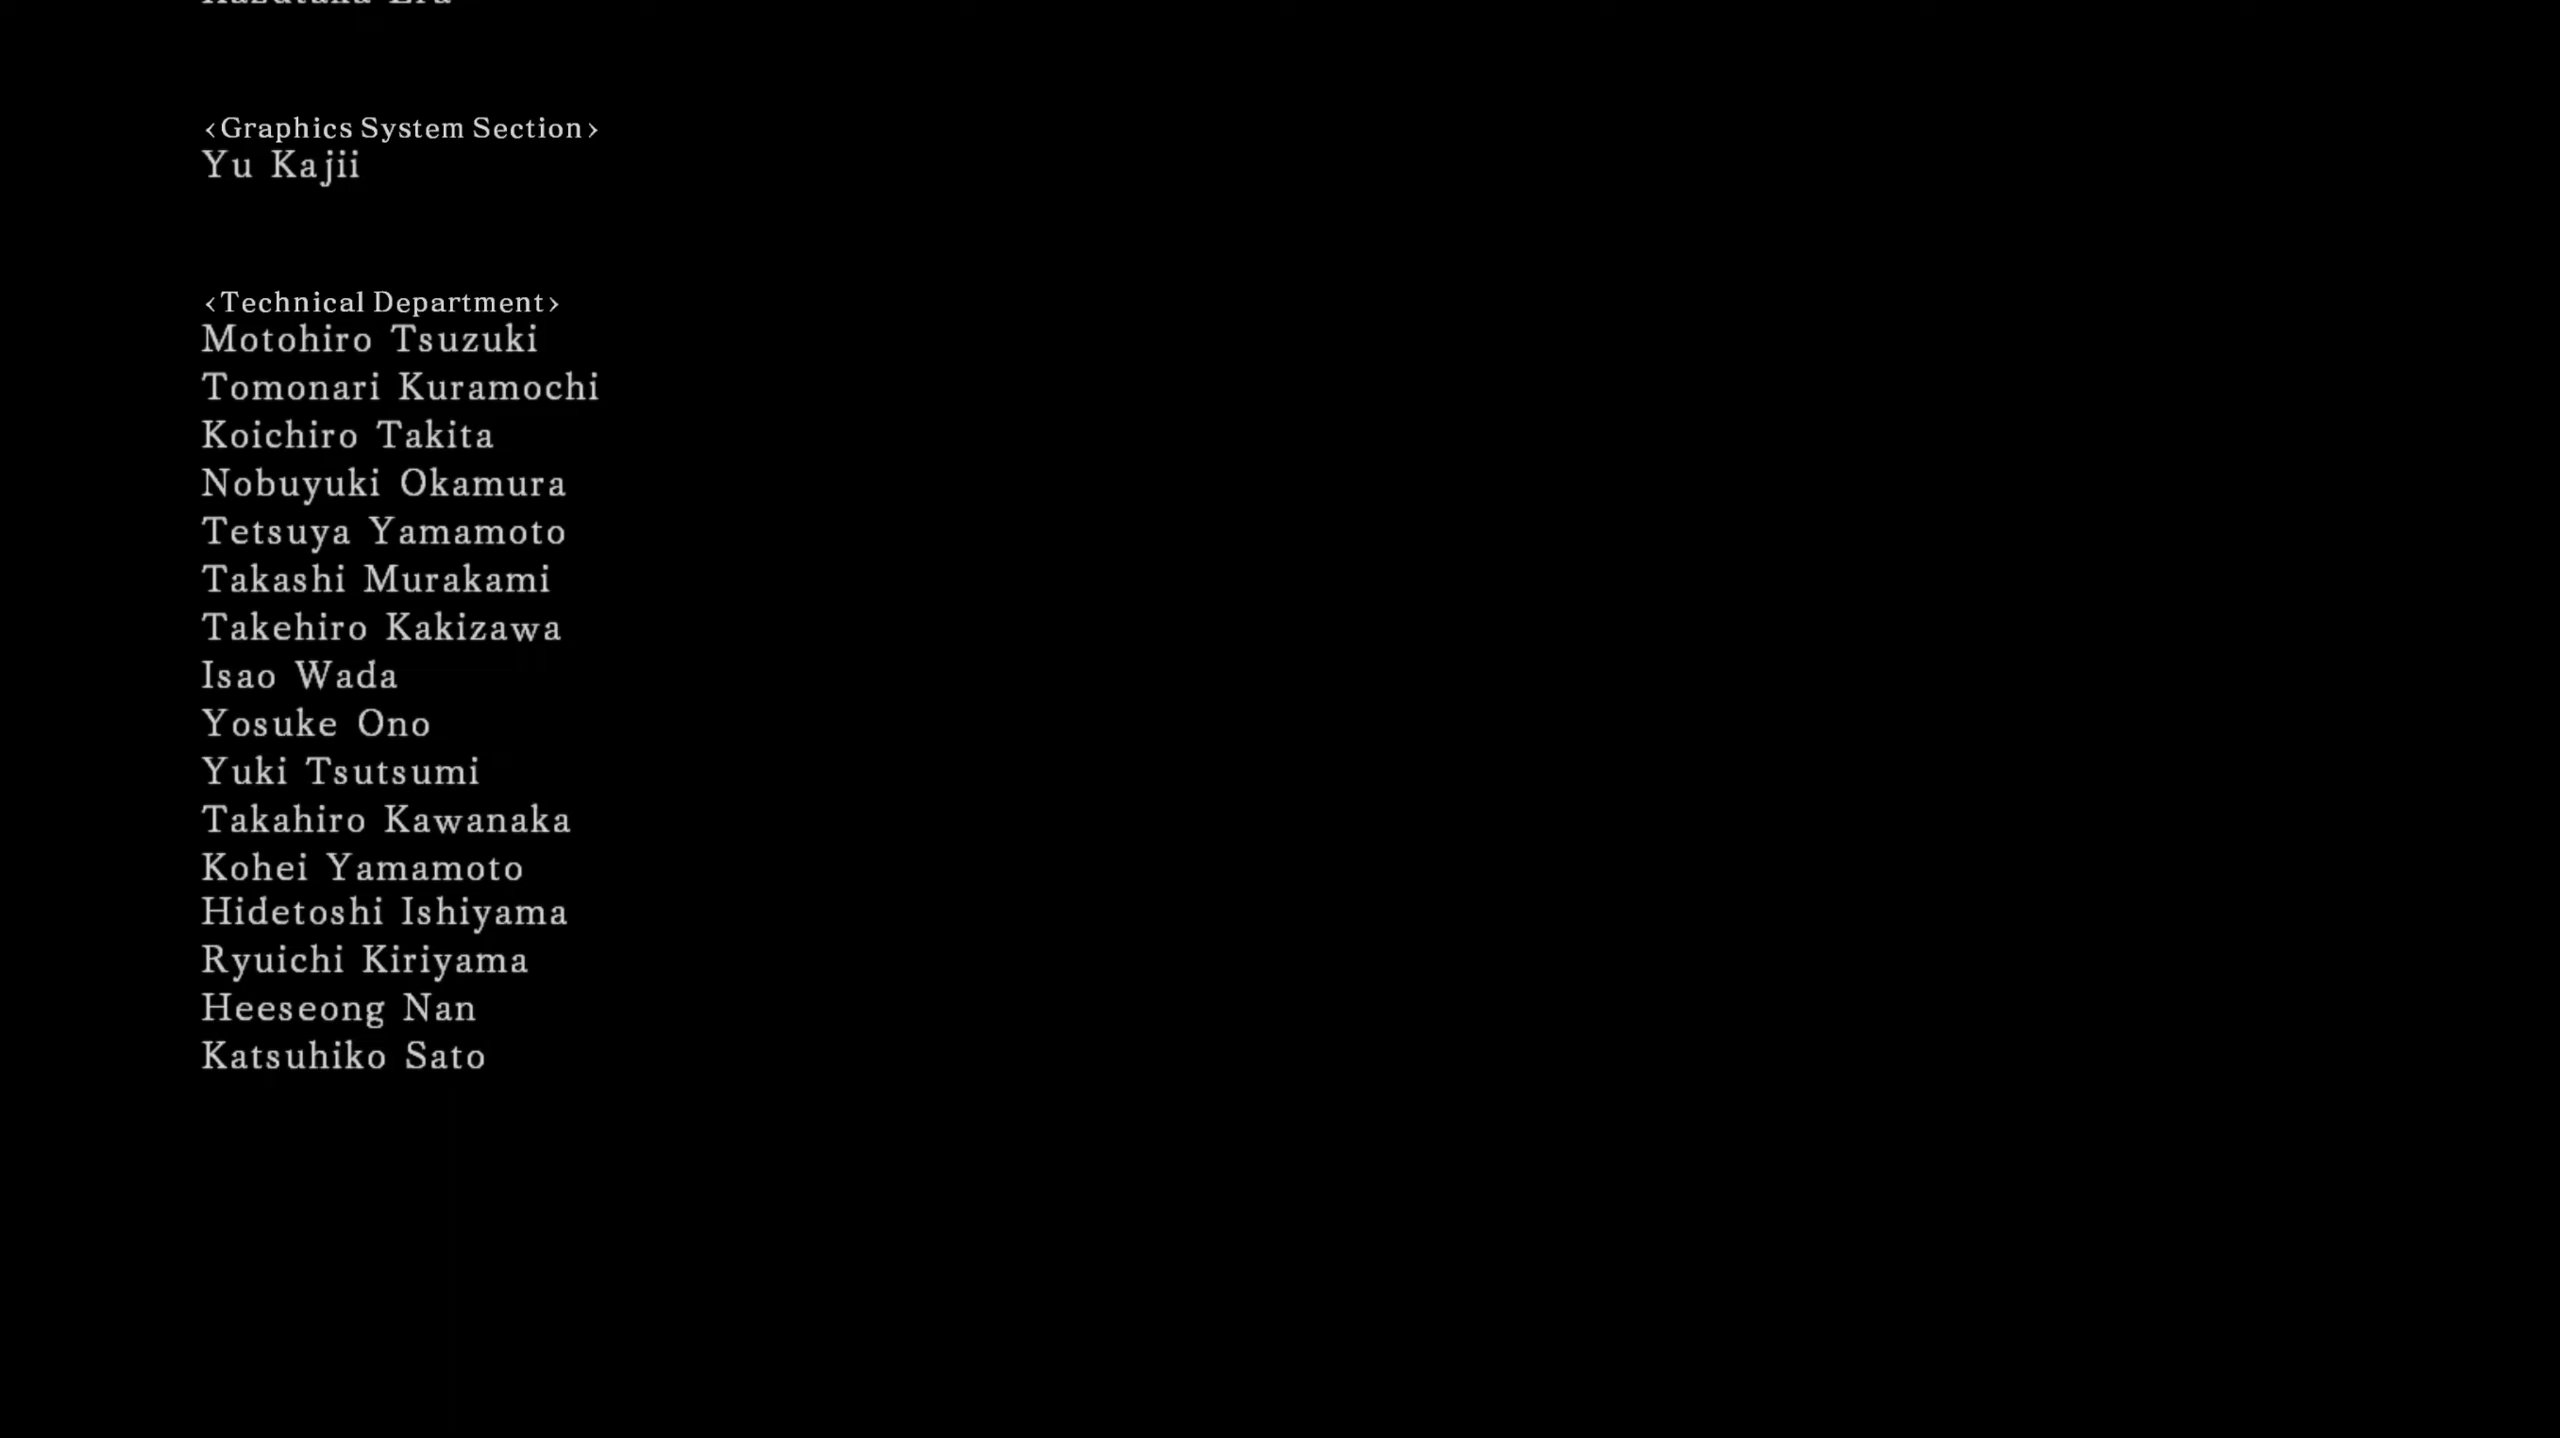 <Graphics System Section>
Yu Kajii
<Technical Department>
Motohiro Tsuzuki
Tomonari Kuramochi
Koichiro Takita
Nobuyuki Okamura
Tetsuya Yamamoto
Takashi Murakami
Takehiro Kakizawa
Isao Wada
Yosuke Ono
Yuki Tsutsumi
Takahiro Kawanaka
Kohei Yamamoto
Hidetoshi Ishiyama
Ryuichi Kiriyama
Heeseong Nan
Katsuhiko Sato